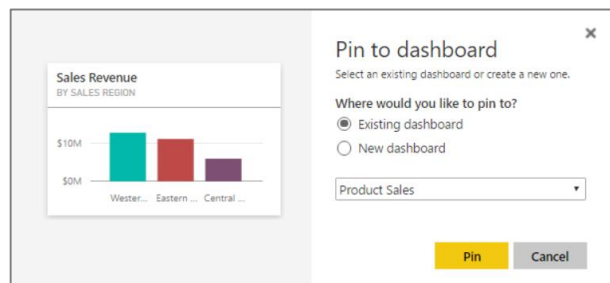 Sales Revenue
BY SALES REGION
$10M
$0M
Wester... Eastern ... Central ...
Pin to dashboard
Select an existing dashboard or create a new one.
Where would you like to pin to?
Existing dashboard
New dashboard
Product Sales
Pin Cancel